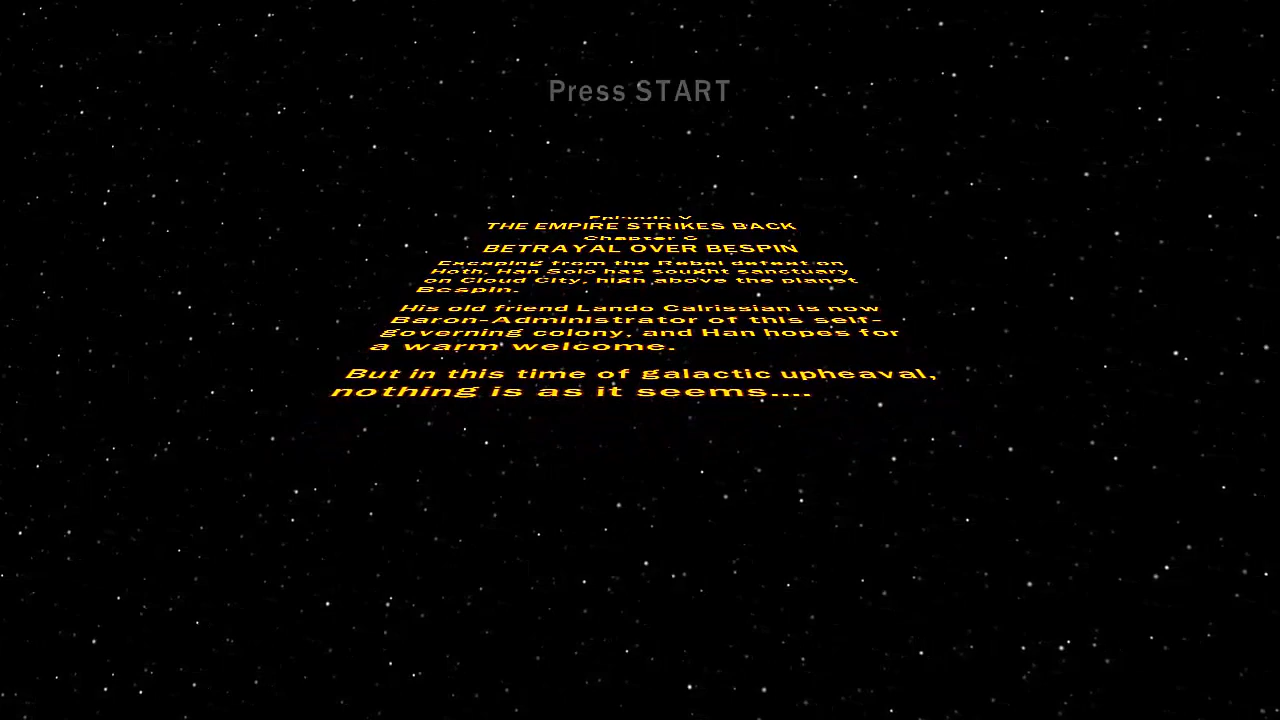 Press START
Episode V
THE EMPIRE STRIKES BACK
Chapter 6
BETRAYAL OVER BESPIN
Escaping from the Rebel defeat on
Hoth, Han Solo has sought sanctuary
on Cloud City, high above the planet
Bespin.
His old friend Lando Calrissian is now
Baron-Administrator of this self-
governing colony, and Han hopes for
a warm welcome.
But in this time of galactic upheaval,
nothing is as it seems....